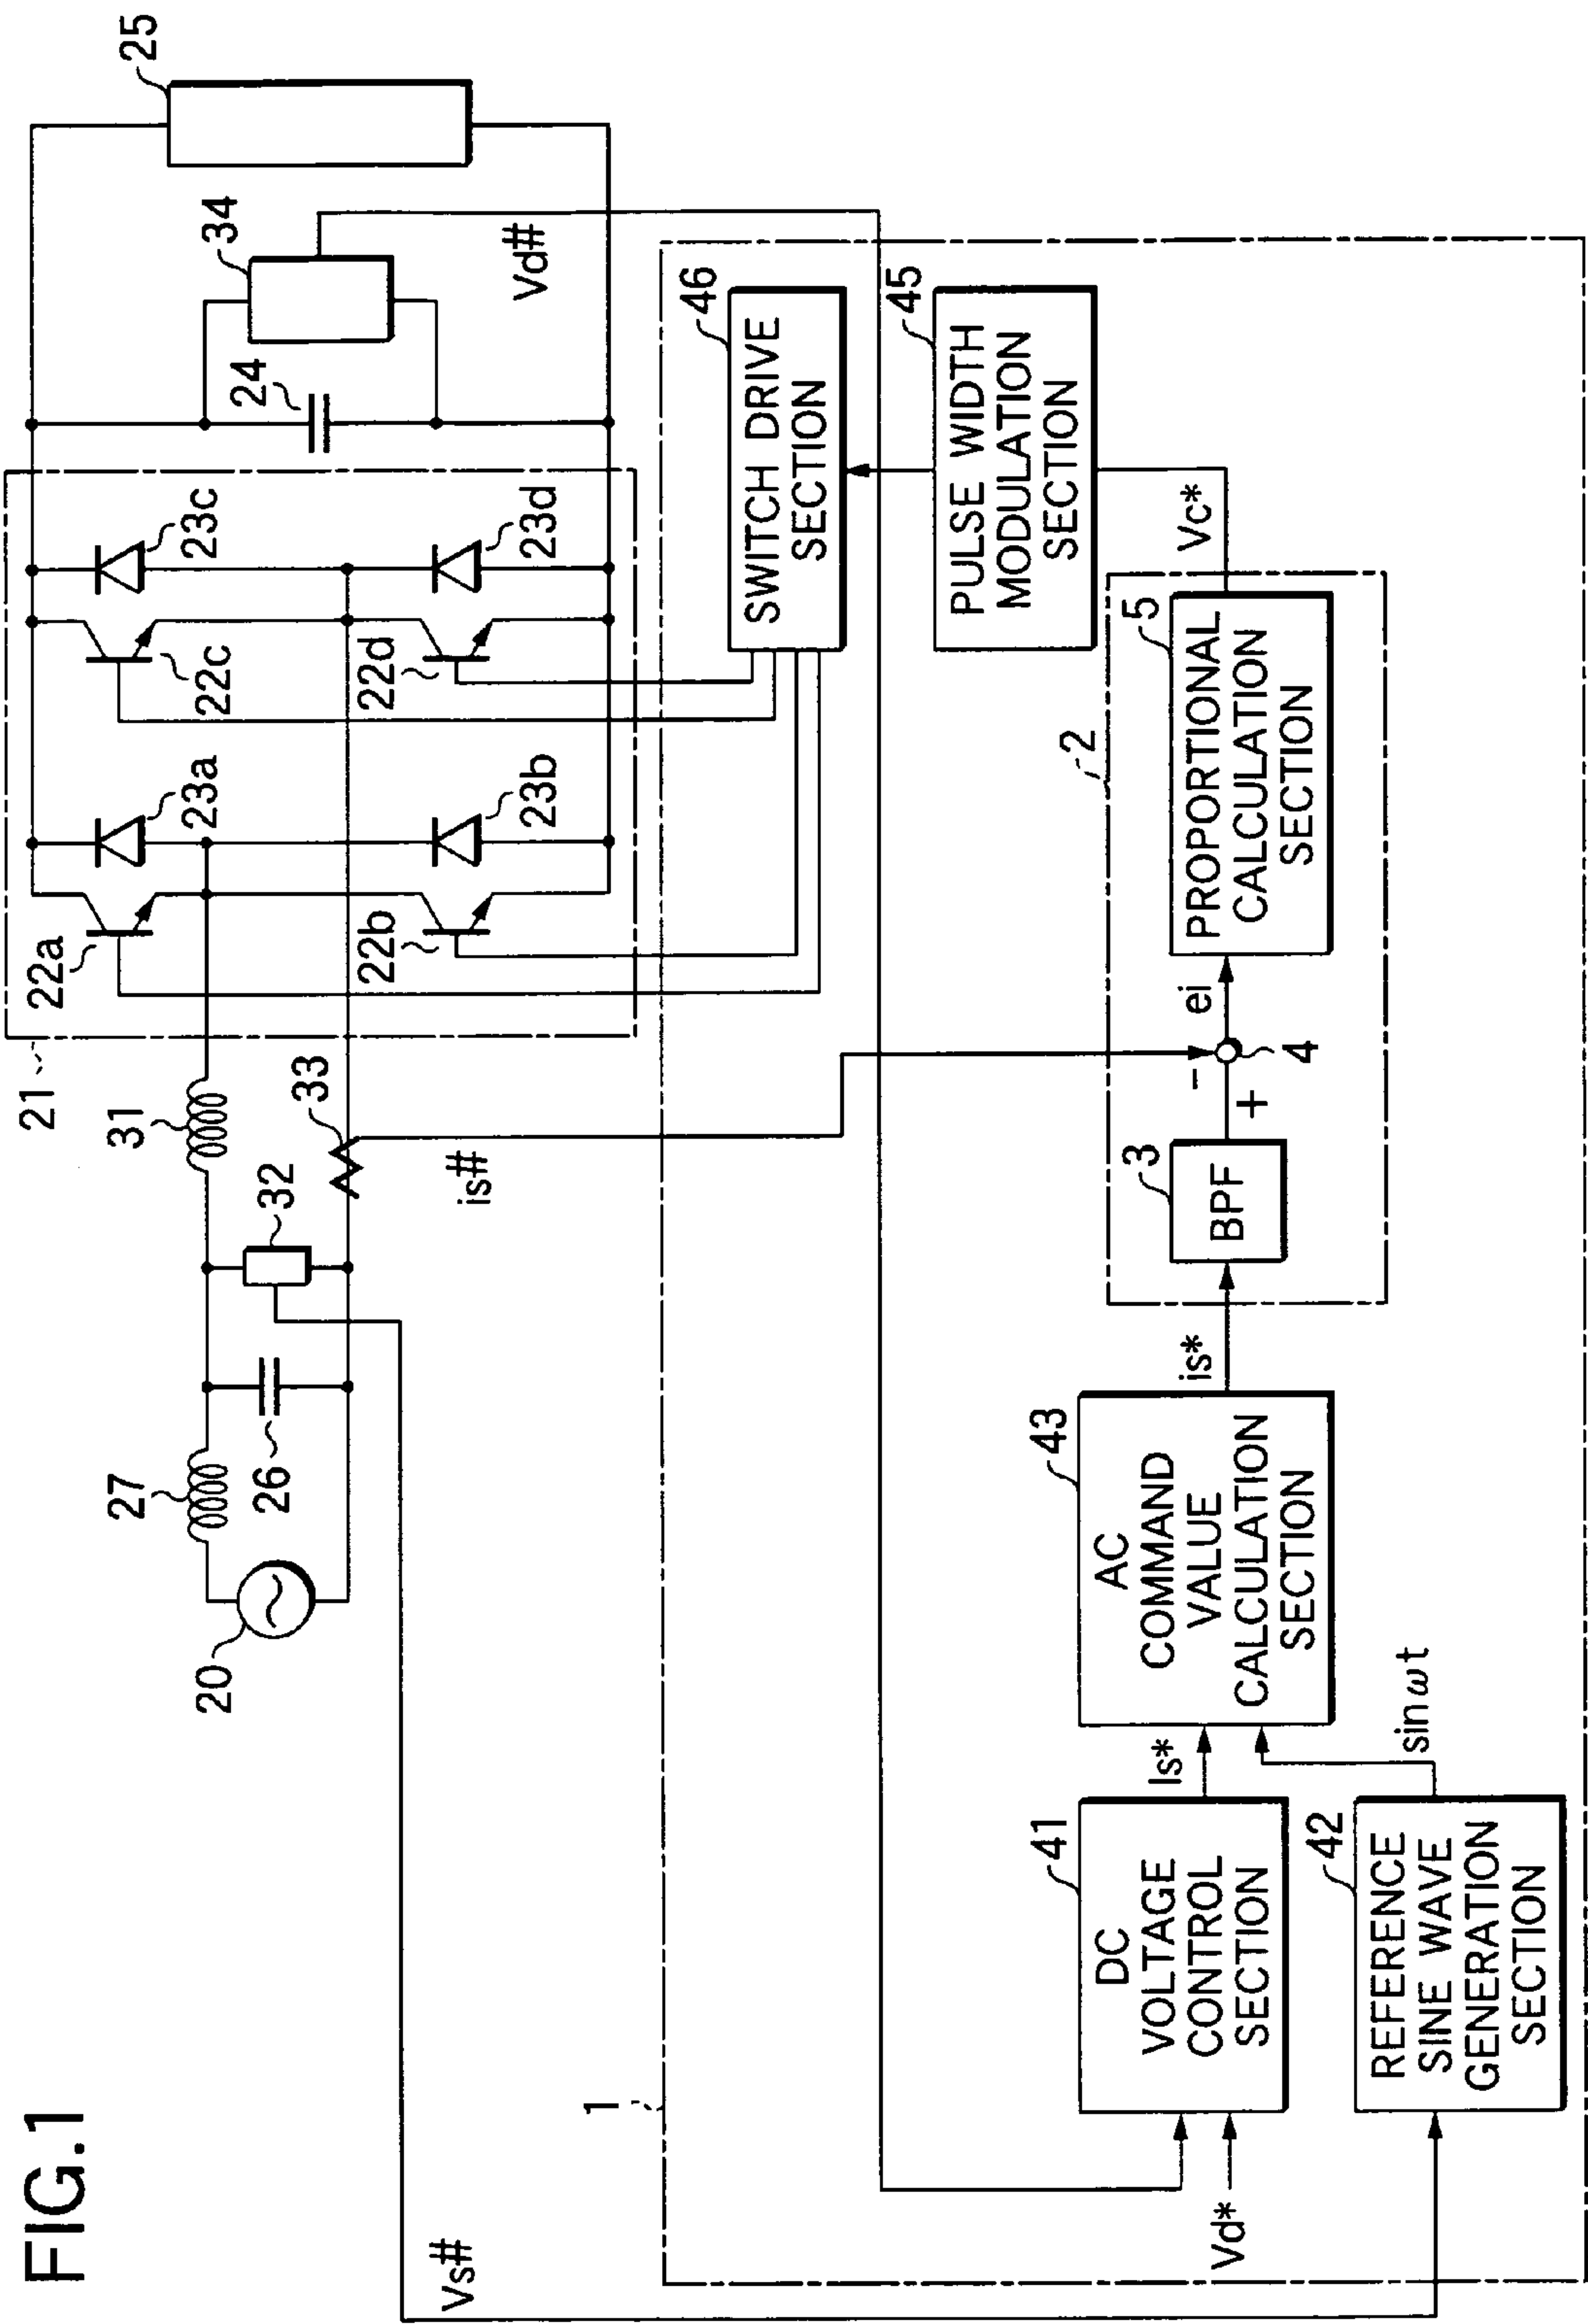 FIG.1
20
27
26
32
31
33
is#
21
22a
23a
22b
23b
22c
23c
22d
23d
24
34
25
Vd#
Vs#
1
46
SWITCH DRIVE
SECTION
45
PULSE WIDTH
MODULATION
SECTION
Vc*
2
3
BPF
+
-
4
ei
5
PROPORTIONAL
CALCULATION
SECTION
is*
43
AC
COMMAND
VALUE
CALCULATION
SECTION
Is*
sinωt
41
DC
VOLTAGE
CONTROL
SECTION
Vd*
42
REFERENCE
SINE WAVE
GENERATION
SECTION